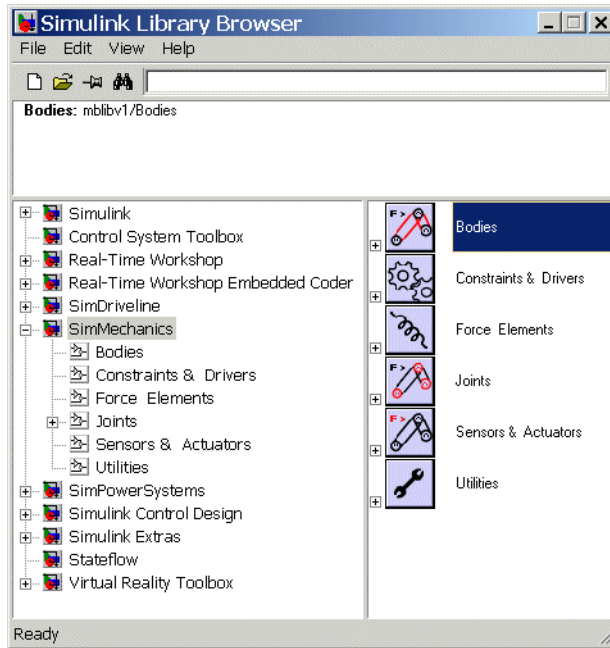 Simulink Library Browser
File Edit View Help
Bodies: mblibv1/Bodies
Simulink
Control System Toolbox
Real-Time Workshop
Real-Time Workshop Embedded Coder
SimDriveline
SimMechanics
Bodies
Constraints & Drivers
Force Elements
Joints
Sensors & Actuators
Utilities
SimPowerSystems
Simulink Control Design
Simulink Extras
Stateflow
Virtual Reality Toolbox
F> Bodies
Constraints & Drivers
Force Elements
F> Joints
F> Sensors & Actuators
Utilities
Ready